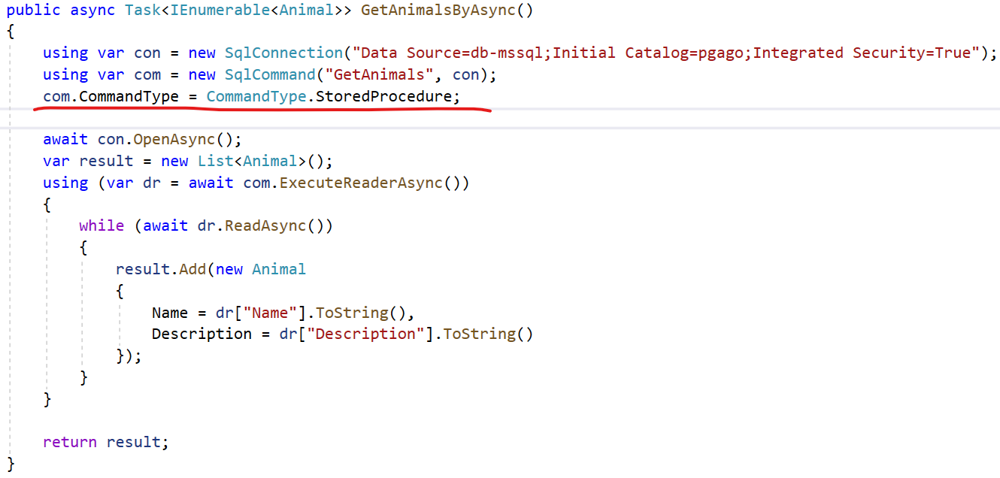 public async Task<IEnumerable<Animal>> GetAnimalsByAsync()
{
    using var con = new SqlConnection("Data Source=db-mssql;Initial Catalog=pgago;Integrated Security=True");
    using var com = new SqlCommand("GetAnimals", con);
    com.CommandType = CommandType.StoredProcedure;

    await con.OpenAsync();
    var result = new List<Animal>();
    using (var dr = await com.ExecuteReaderAsync())
    {
        while (await dr.ReadAsync())
        {
            result.Add(new Animal
            {
                Name = dr["Name"].ToString(),
                Description = dr["Description"].ToString()
            });
        }
    }

    return result;
}